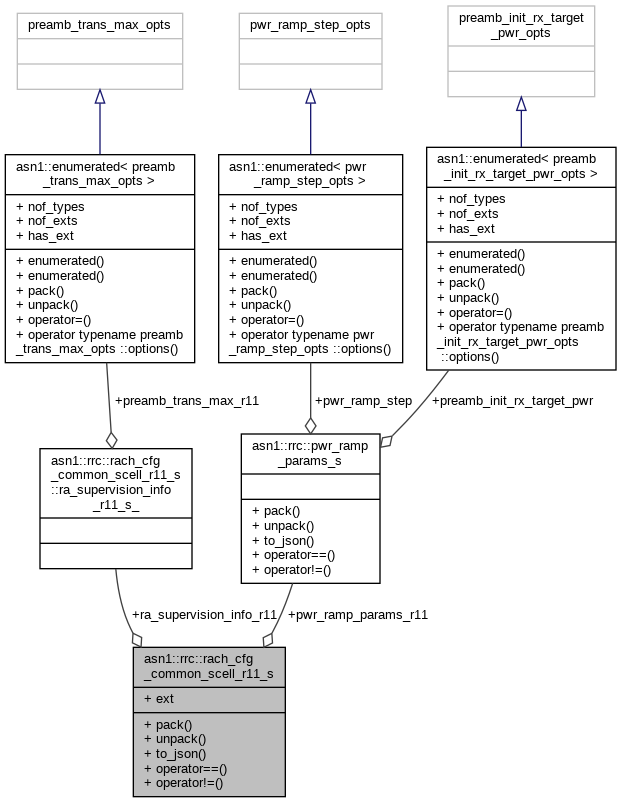 preamb_trans_max_opts
pwr_ramp_step_opts
preamb_init_rx_target
_pwr_opts
asn1::enumerated< preamb
_trans_max_opts >
+ nof_types
+ nof_exts
+ has_ext
+ enumerated()
+ enumerated()
+ pack()
+ unpack()
+ operator=()
+ operator typename preamb
_trans_max_opts ::options()
asn1::enumerated< pwr
_ramp_step_opts >
+ nof_types
+ nof_exts
+ has_ext
+ enumerated()
+ enumerated()
+ pack()
+ unpack()
+ operator=()
+ operator typename pwr
_ramp_step_opts ::options()
asn1::enumerated< preamb
_init_rx_target_pwr_opts >
+ nof_types
+ nof_exts
+ has_ext
+ enumerated()
+ enumerated()
+ pack()
+ unpack()
+ operator=()
+ operator typename preamb
_init_rx_target_pwr_opts
::options()
+preamb_trans_max_r11
+pwr_ramp_step
+preamb_init_rx_target_pwr
asn1::rrc::rach_cfg
_common_scell_r11_s
::ra_supervision_info
_r11_s_
asn1::rrc::pwr_ramp
_params_s
+ pack()
+ unpack()
+ to_json()
+ operator==()
+ operator!=()
+ra_supervision_info_r11
+pwr_ramp_params_r11
asn1::rrc::rach_cfg
_common_scell_r11_s
+ ext
+ pack()
+ unpack()
+ to_json()
+ operator==()
+ operator!=()